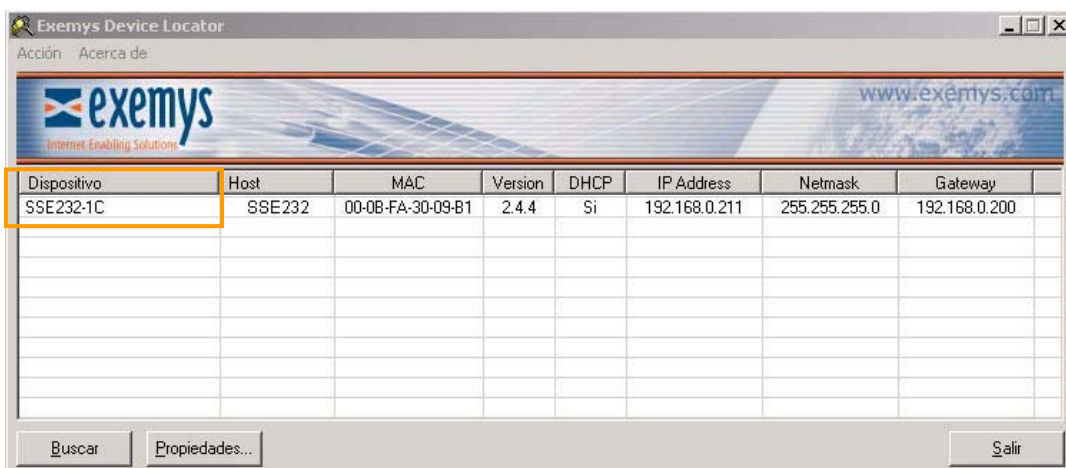 Exemys Device Locator
Acción Acerca de
exemys
Internet Enabling Solutions
www.exemys.com
Dispositivo Host MAC Version DHCP IP Address Netmask Gateway
SSE232-1C SSE232 00-0B-FA-30-09-B1 2.4.4 Si 192.168.0.211 255.255.255.0 192.168.0.200
Buscar Propiedades... Salir